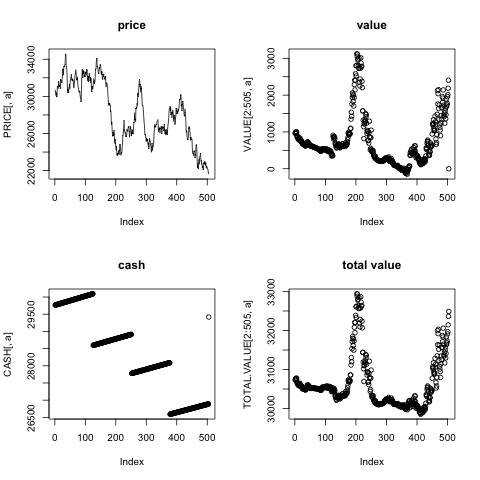 price
PRICE[, a]
22000 26000 30000 34000
0 100 200 300 400 500
Index
value
VALUE[2:505, a]
0 1000 2000 3000
0 100 200 300 400 500
Index
cash
CASH[, a]
26500 28000 29500
0 100 200 300 400 500
Index
total value
TOTAL.VALUE[2:505, a]
30000 31000 32000 33000
0 100 200 300 400 500
Index